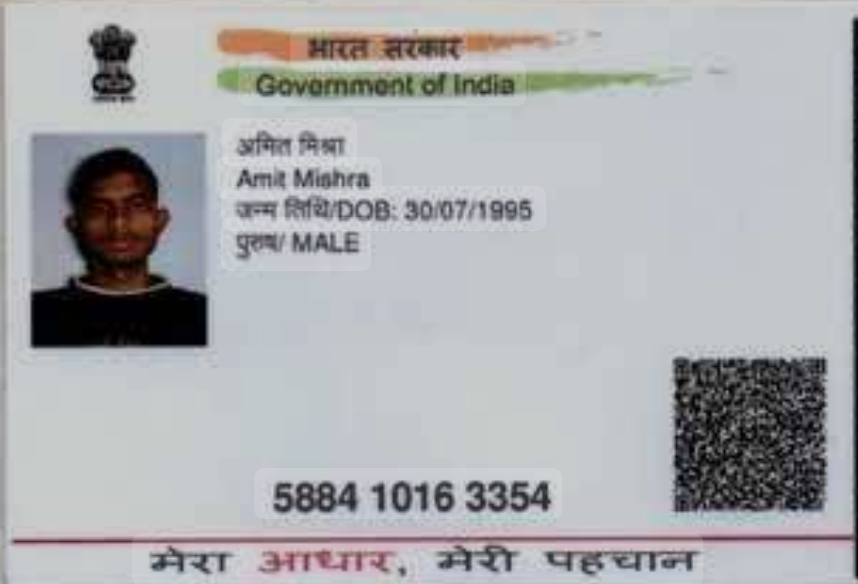 भारत सरकार
Government of India
अमित मिश्रा
Amit Mishra
जन्म तिथि/DOB: 30/07/1995
पुरुष/ MALE
5884 1016 3354
मेरा आधार, मेरी पहचान